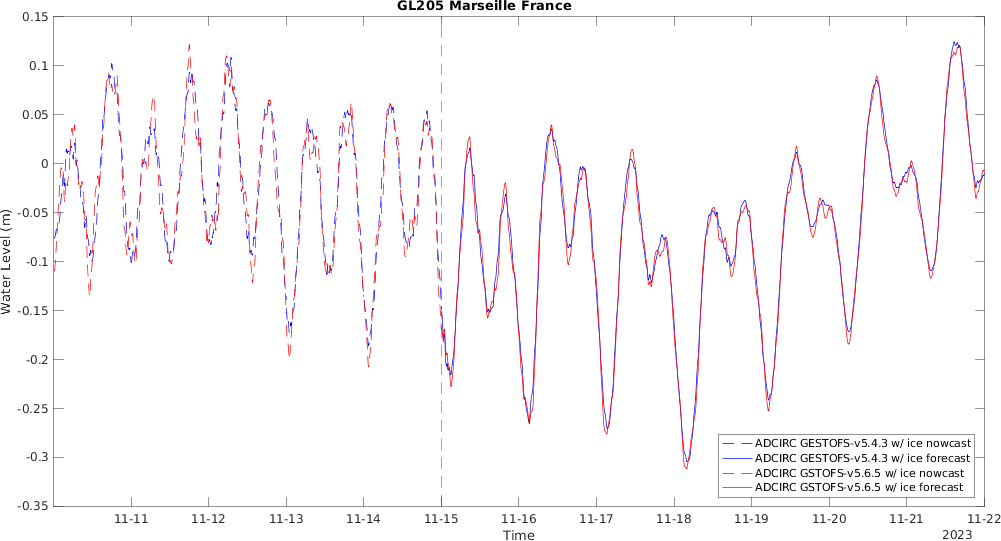 GL205 Marseille France
0.15
0.1
0.05
0
-0.05
-0.1
-0.15
-0.2
-0.25
-0.3
-0.35
Water Level (m)
ADCIRC GESTOFS-v5.4.3 w/ ice nowcast
ADCIRC GESTOFS-v5.4.3 w/ ice forecast
ADCIRC GSTOFS-v5.6.5 w/ ice nowcast
ADCIRC GSTOFS-v5.6.5 w/ ice forecast
11-11 11-12 11-13 11-14 11-15 11-16 11-17 11-18 11-19 11-20 11-21 11-22
Time
2023